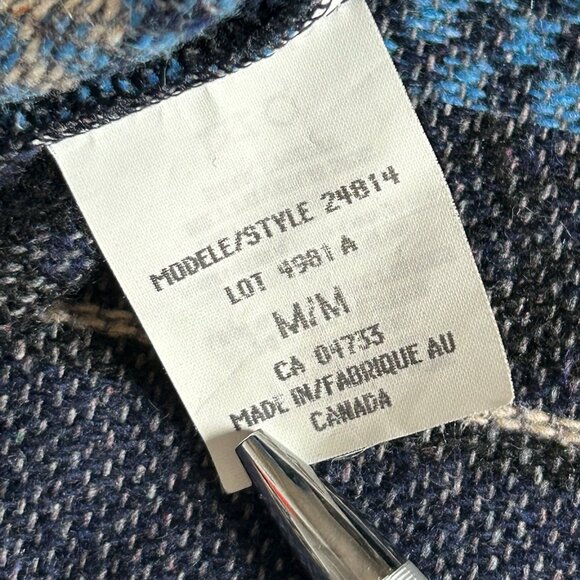 MODELE/STYLE 24814
LOT 4981 A
M/M
CA 04733
MADE IN/FABRIQUE AU
CANADA